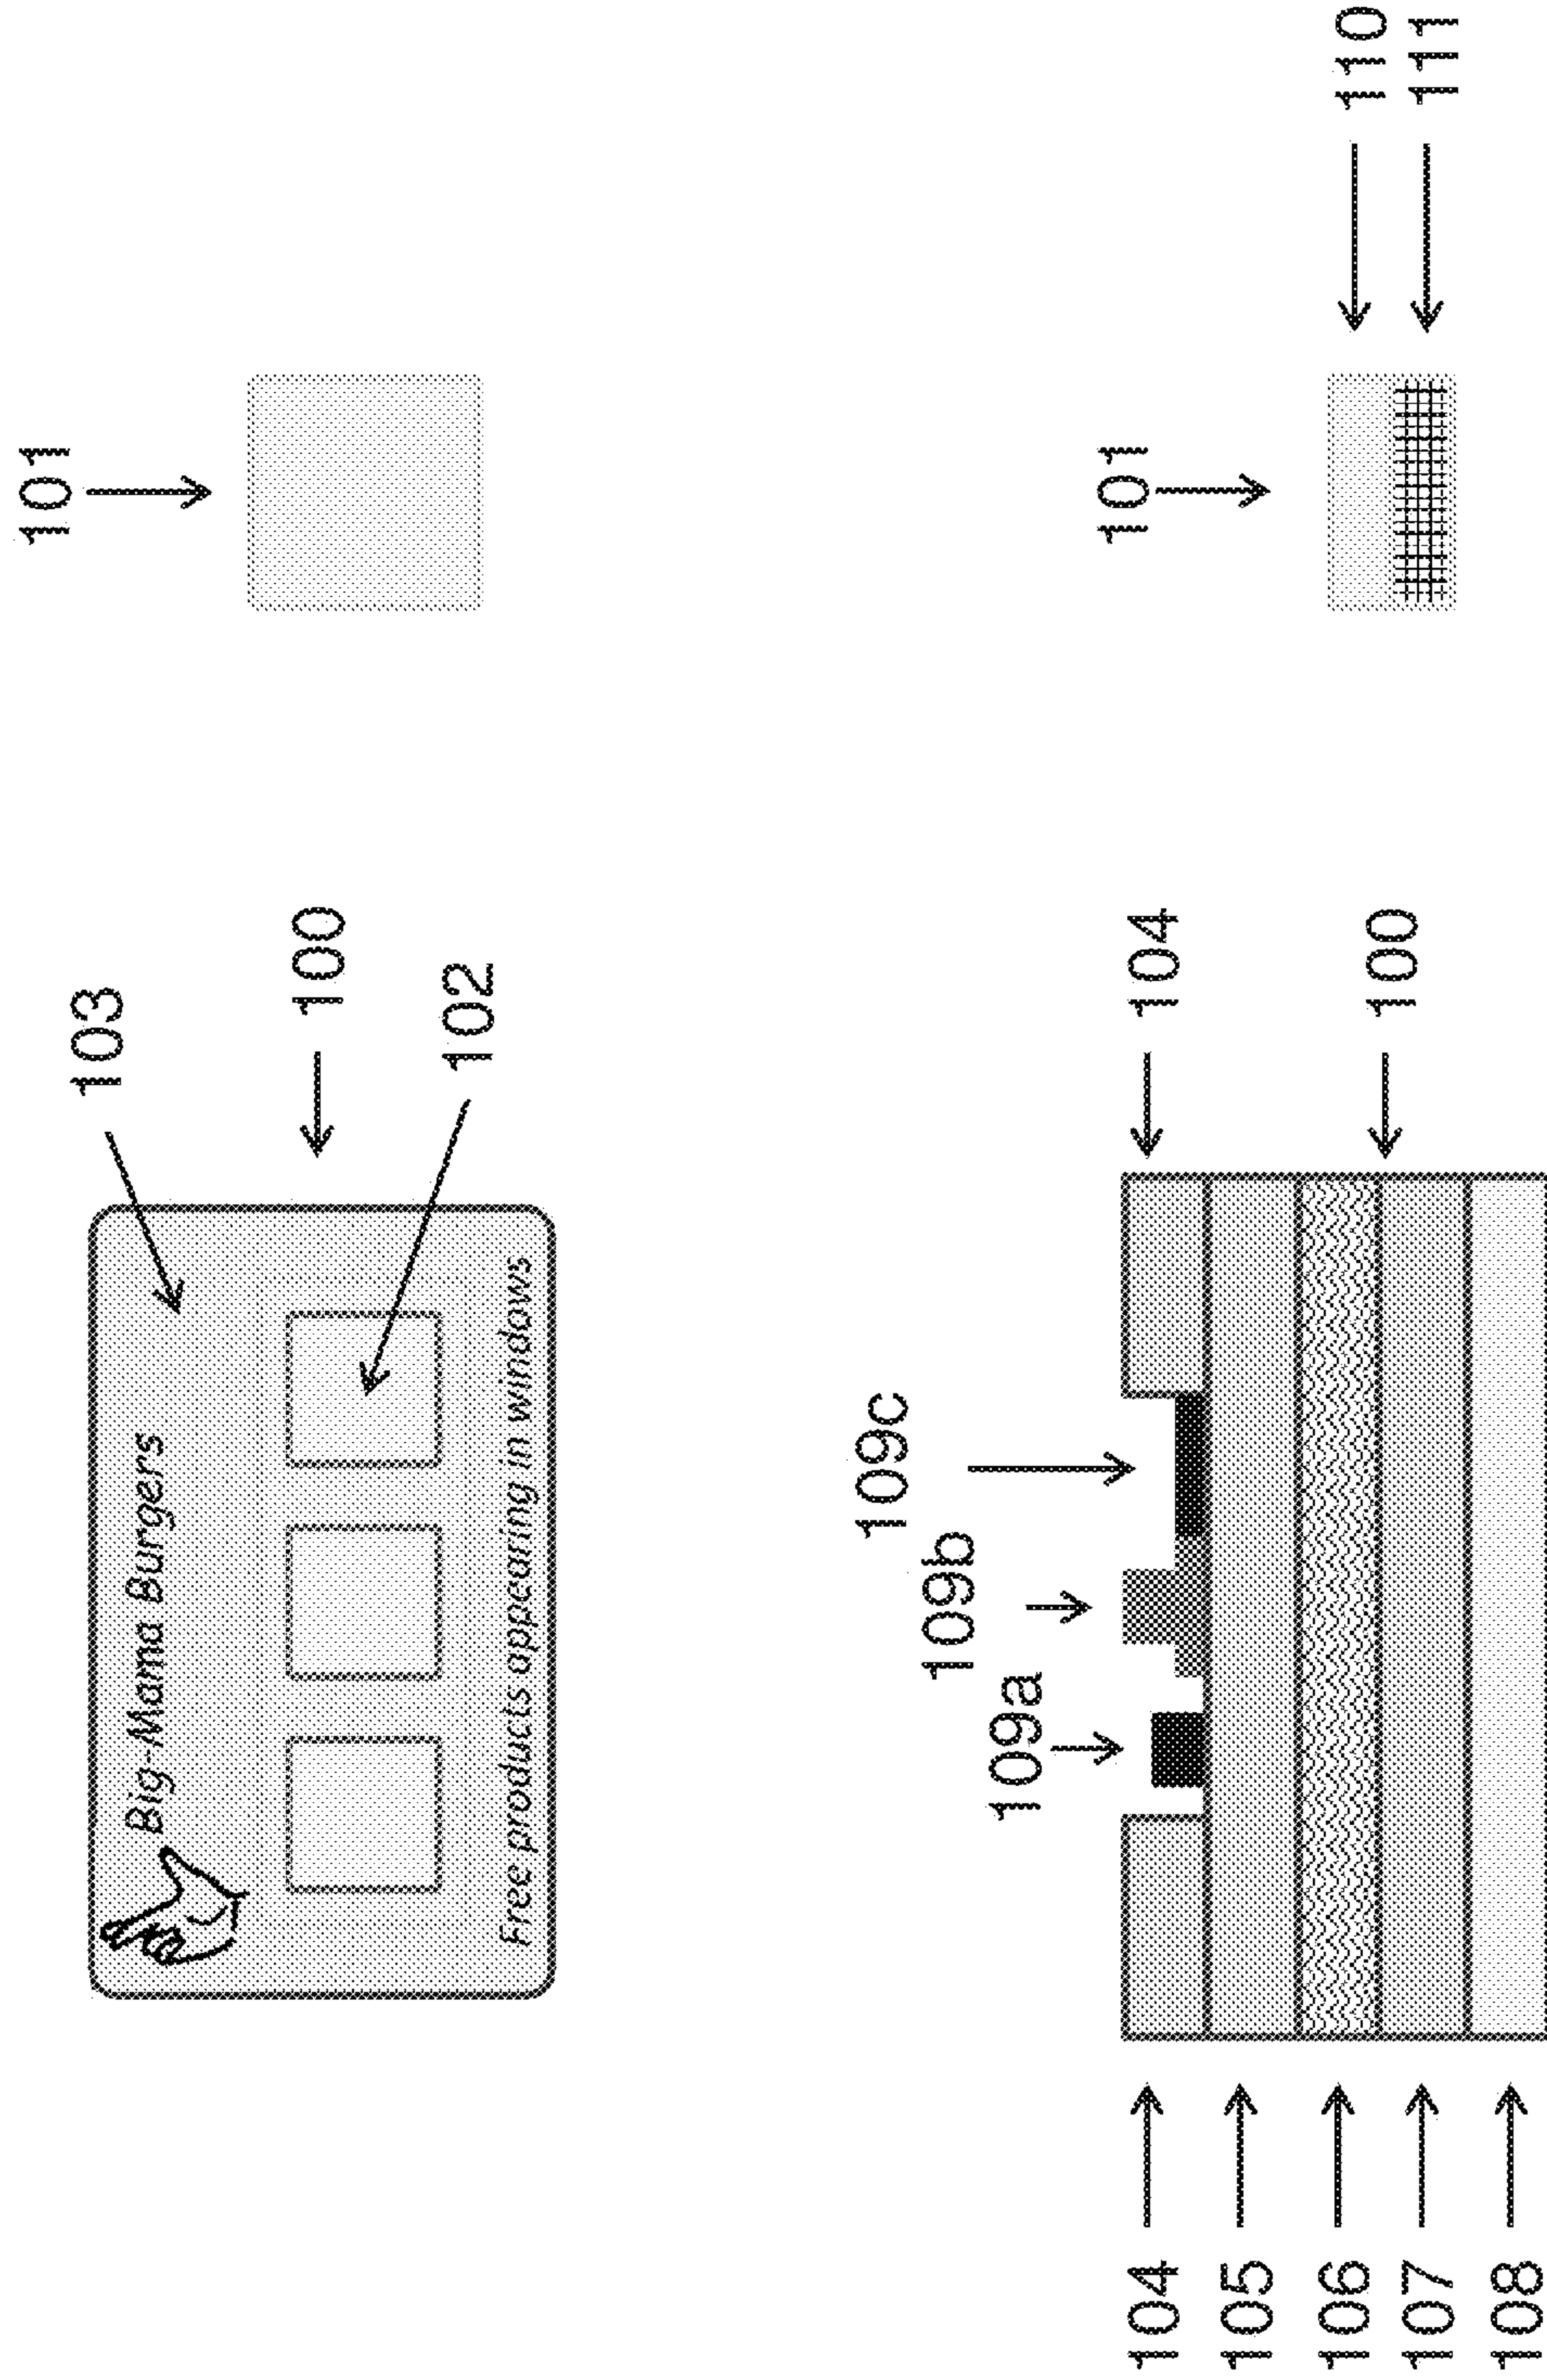 101
103
Big-Mama Burgers
100
102
Free products appearing in windows
109c
109b
109a
101
104
104
105
106
110
100
107
111
108